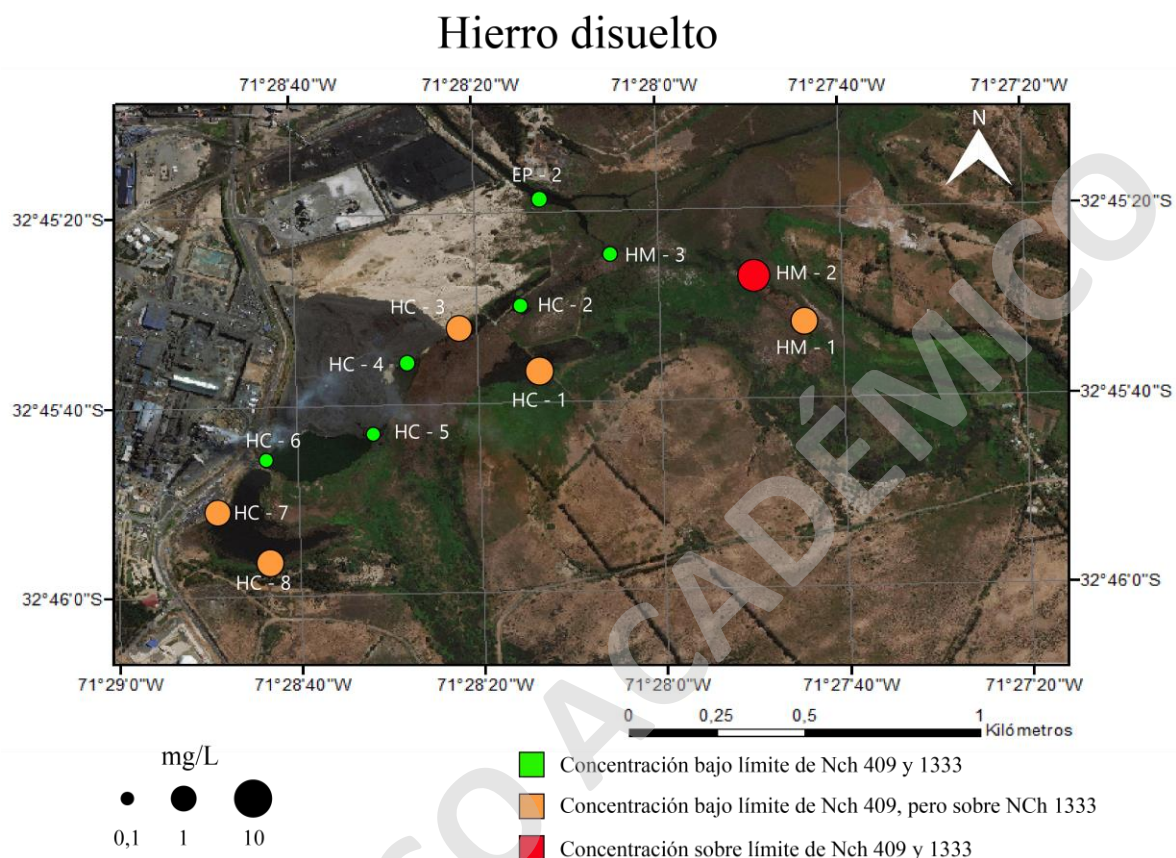 Hierro disuelto
71°28'40"W 71°28'20"W 71°28'0"W 71°27'40"W 71°27'20"W
N
EP - 2
32°45'20"S 32°45'20"S
HM - 3
HM - 2
HC - 3 HC - 2
HM - 1
HC - 4
HC - 1
32°45'40"S 32°45'40"S
HC - 5
HC - 6
HC - 7
HC - 8
32°46'0"S 32°46'0"S
71°29'0"W 71°28'40"W 71°28'20"W 71°28'0"W 71°27'40"W 71°27'20"W
0 0,25 0,5 1
Kilómetros
mg/L
0,1 1 10
Concentración bajo límite de Nch 409 y 1333
Concentración bajo límite de Nch 409, pero sobre NCh 1333
Concentración sobre límite de Nch 409 y 1333
SO ACADÉMICO